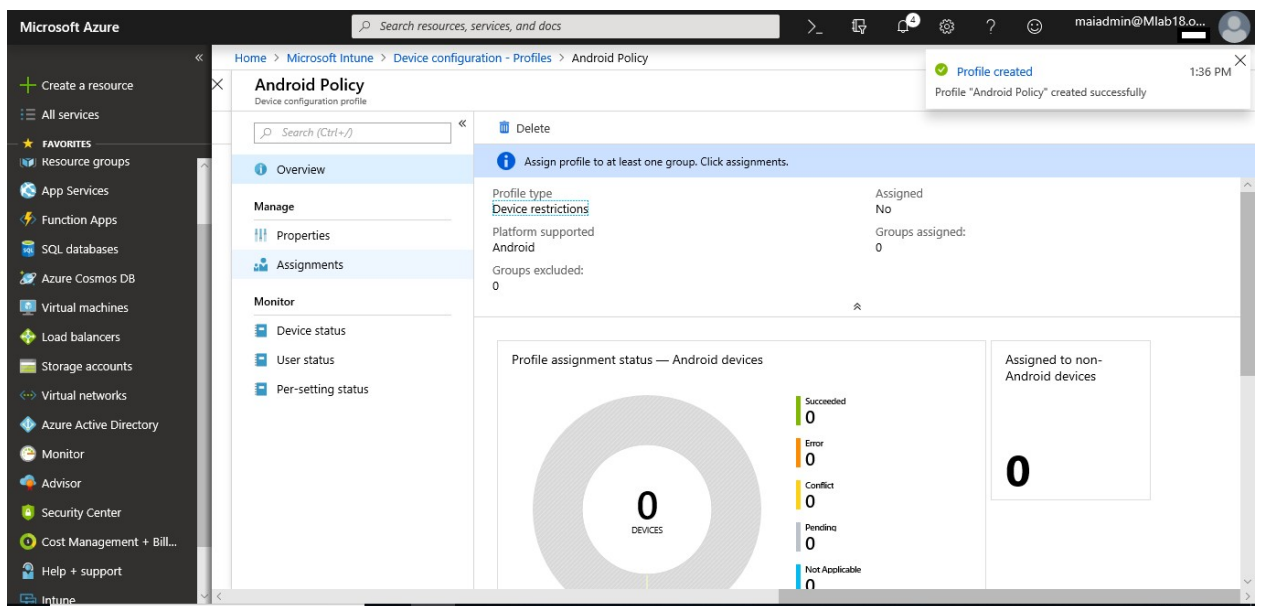 Microsoft Azure
Search resources, services, and docs
>_
4
?
maiadmin@Mlab18.o...
«
Create a resource
All services
FAVORITES
Resource groups
App Services
Function Apps
SQL databases
Azure Cosmos DB
Virtual machines
Load balancers
Storage accounts
Virtual networks
Azure Active Directory
Monitor
Advisor
Security Center
Cost Management + Bill...
Help + support
Intune
Home > Microsoft Intune > Device configuration - Profiles > Android Policy
Android Policy
Device configuration profile
Search (Ctrl+/)
«
Overview
Manage
Properties
Assignments
Monitor
Device status
User status
Per-setting status
Profile created
1:36 PM
Profile "Android Policy" created successfully
Delete
Assign profile to at least one group. Click assignments.
Profile type
Device restrictions
Platform supported
Android
Groups excluded:
0
Assigned
No
Groups assigned:
0
Profile assignment status — Android devices
0
DEVICES
Succeeded
0
Error
0
Conflict
0
Pending
0
Not Applicable
0
Assigned to non-
Android devices
0